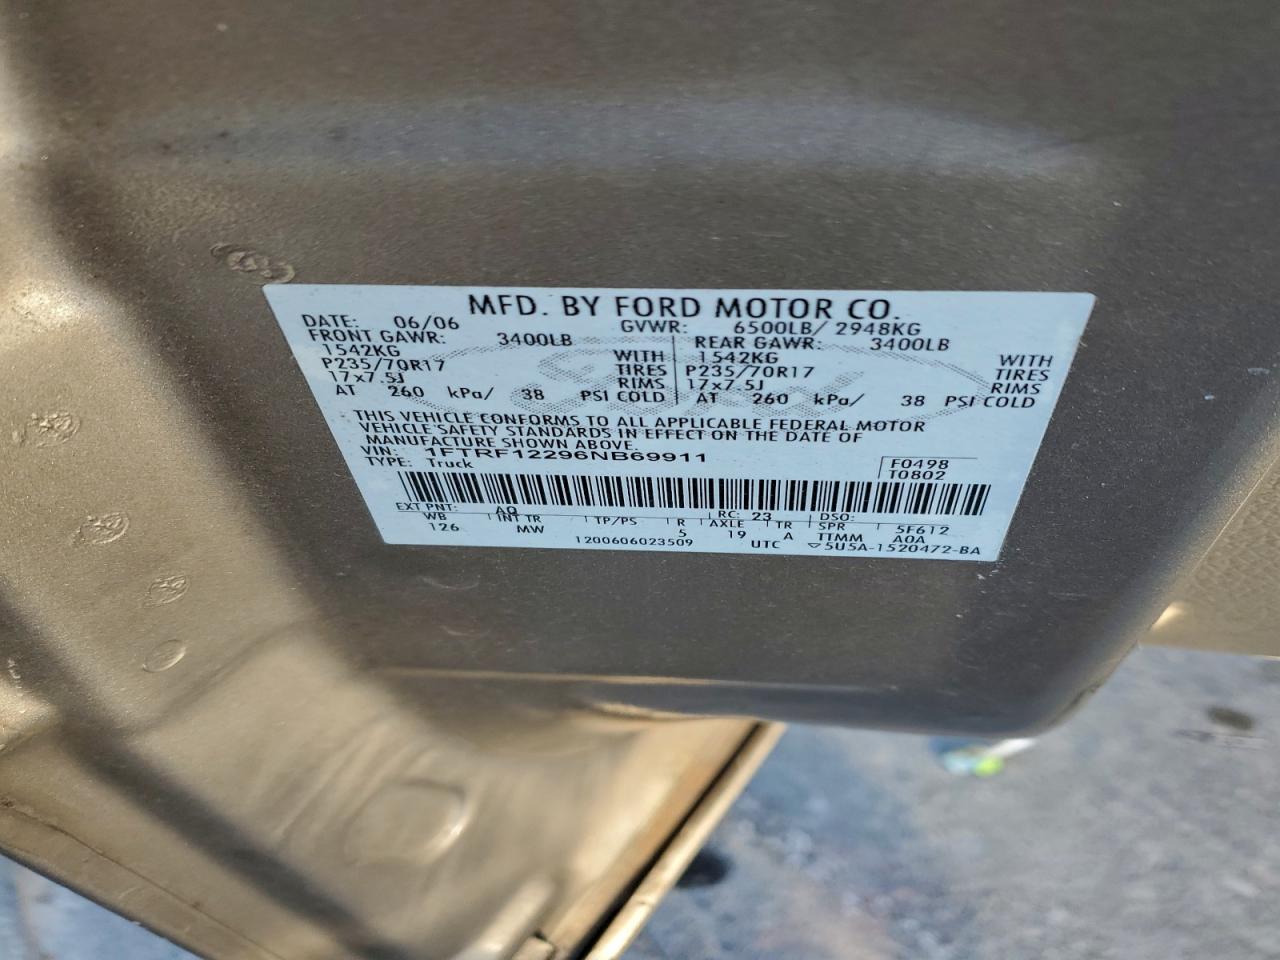 MFD. BY FORD MOTOR CO.
DATE: 06/06 GVWR: 6500LB/ 2948KG
FRONT GAWR: 3400LB REAR GAWR: 3400LB
1542KG WITH 1542KG WITH
P235/70R17 TIRES P235/70R17 TIRES
17x7.5J RIMS 17x7.5J RIMS
AT 260 kPa/ 38 PSI COLD AT 260 kPa/ 38 PSI COLD
THIS VEHICLE CONFORMS TO ALL APPLICABLE FEDERAL MOTOR
VEHICLE SAFETY STANDARDS IN EFFECT ON THE DATE OF
MANUFACTURE SHOWN ABOVE.
VIN: 1FTRF12296NB69911 F0498
TYPE: Truck T0802
EXT PNT: AQ RC: 23 DSO:
WB INT TR TP/PS R AXLE TR SPR 5F612
126 MW 5 19 A TTMM A0A
1200606023509 UTC ▽5U5A-1520472-BA
Ford